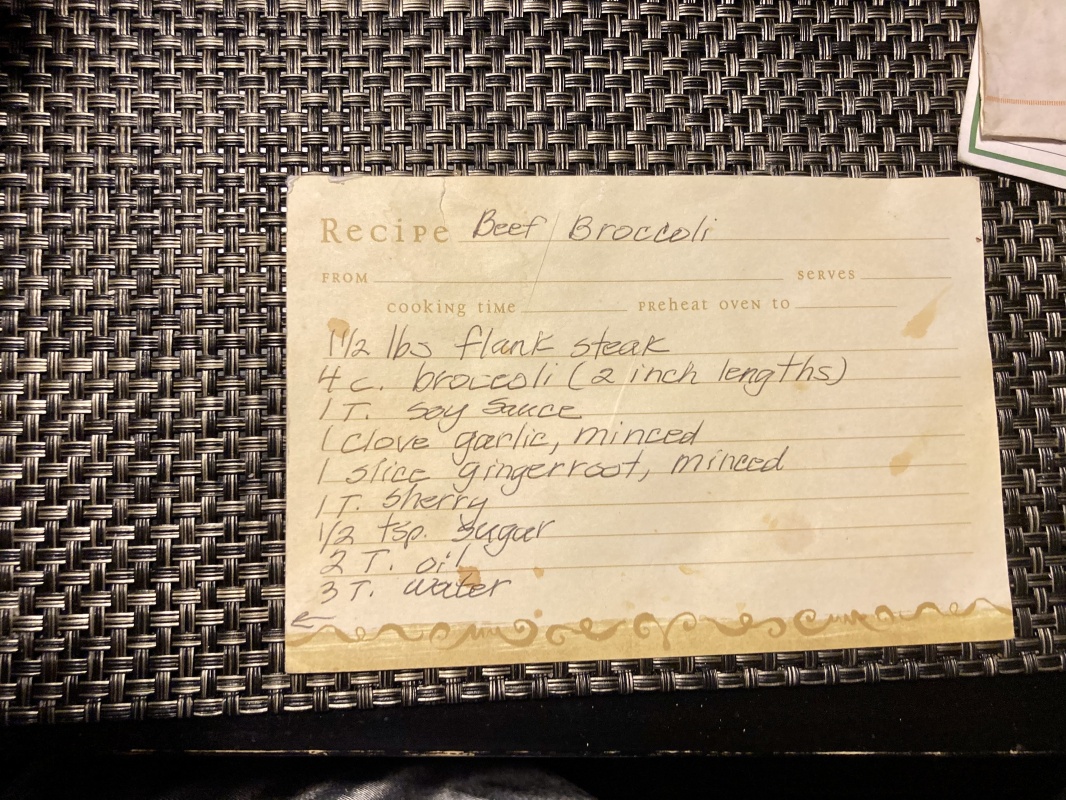 Recipe Beef / Broccoli
FROM serves
cooking time Preheat oven to
1 1/2 lbs flank steak
4 c. broccoli (2 inch lengths)
1 T. soy sauce
1 clove garlic, minced
1 slice gingerroot, minced
1 T. sherry
1/2 tsp. sugar
2 T. oil
3 T. water
←